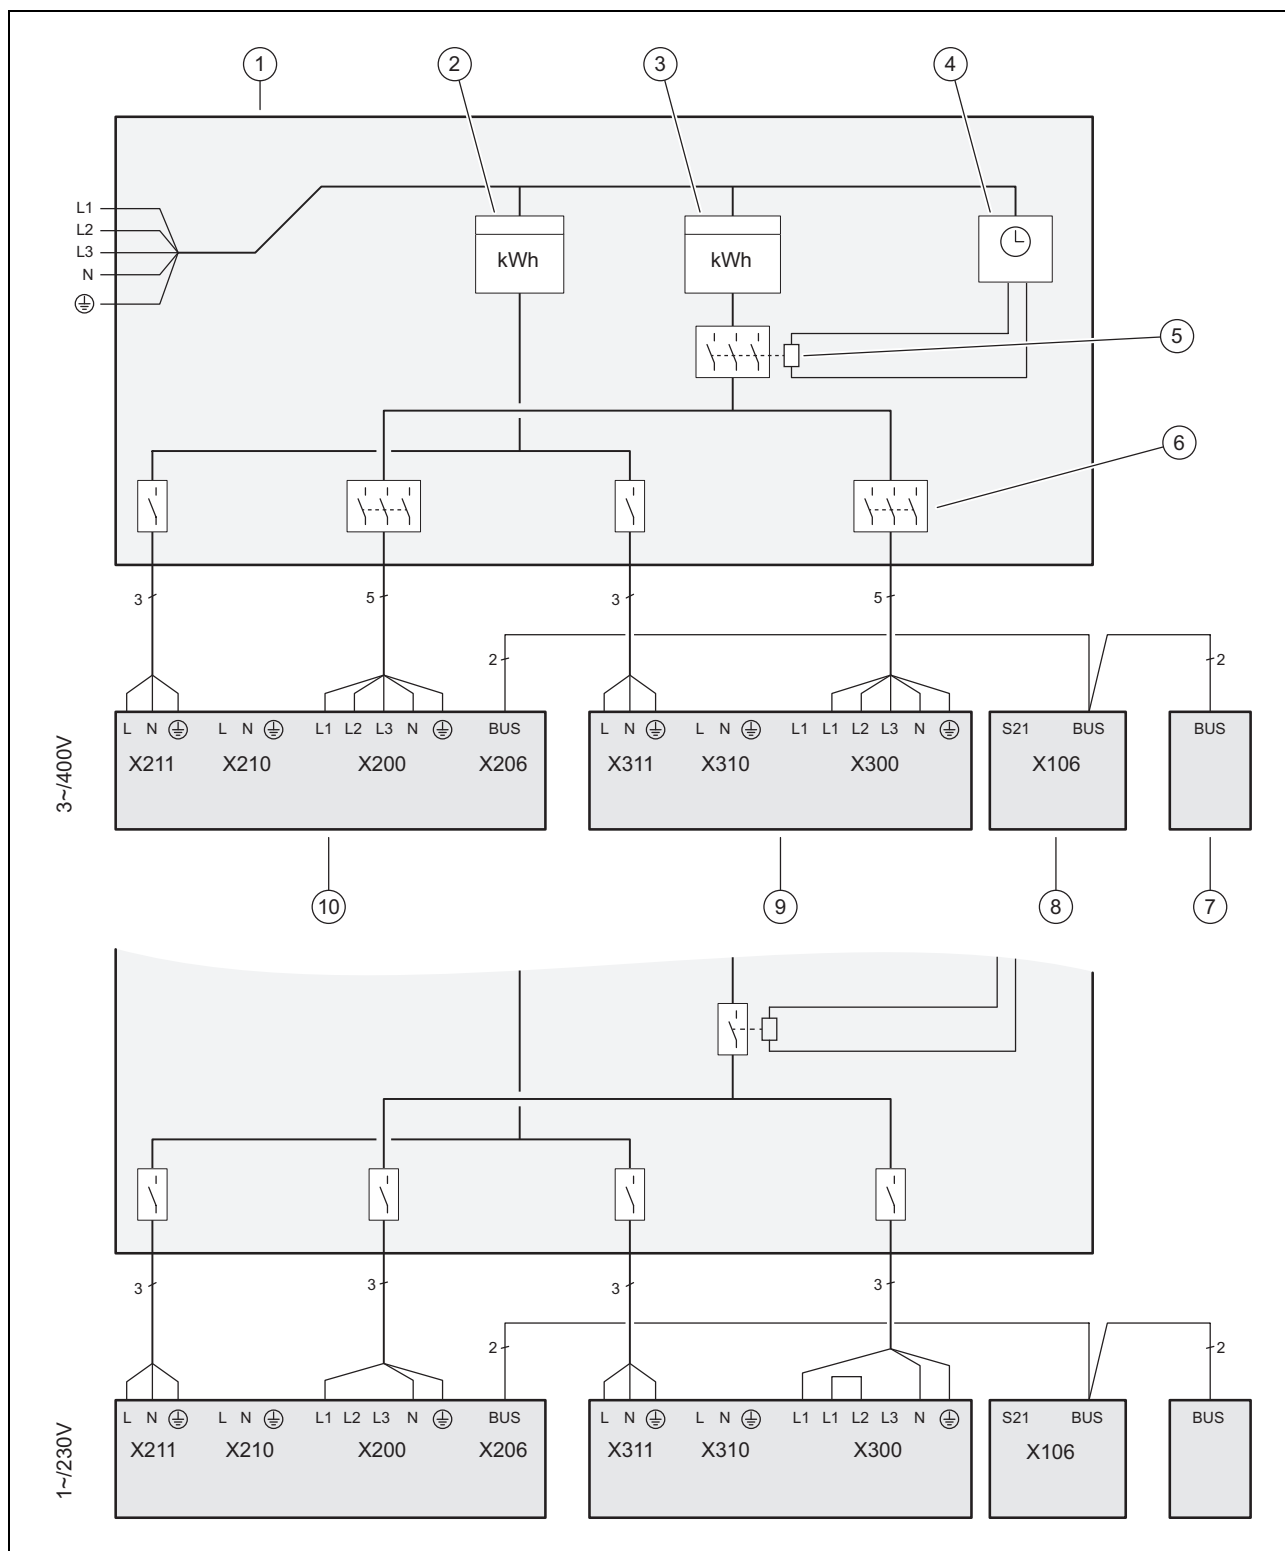 1 2 3 4
L1
L2
L3
N
kWh kWh
5
6
3 5 3 5
2 2
L N L N L1 L2 L3 N BUS L N L N L1 L1 L2 L3 N S21 BUS BUS
X211 X210 X200 X206 X311 X310 X300 X106
3~/400V
10 9 8 7
3 3 3 3
2 2
L N L N L1 L2 L3 N BUS L N L N L1 L1 L2 L3 N S21 BUS BUS
X211 X210 X200 X206 X311 X310 X300 X106
1~/230V